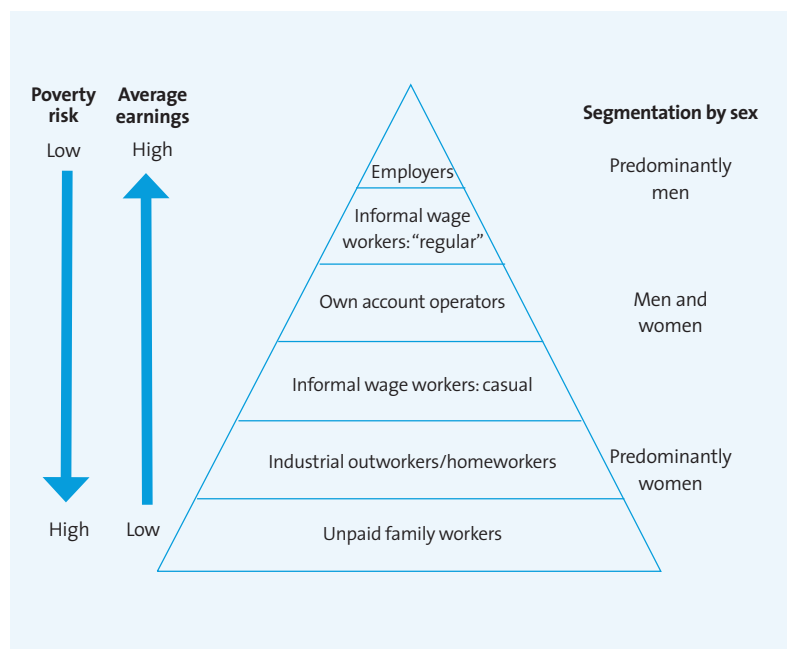 Poverty
risk
Average
earnings
Segmentation by sex
Low
High
Predominantly
men
Employers
Informal wage
workers: “regular”
Own account operators
Men and
women
Informal wage workers: casual
Industrial outworkers/homeworkers
Predominantly
women
High
Low
Unpaid family workers